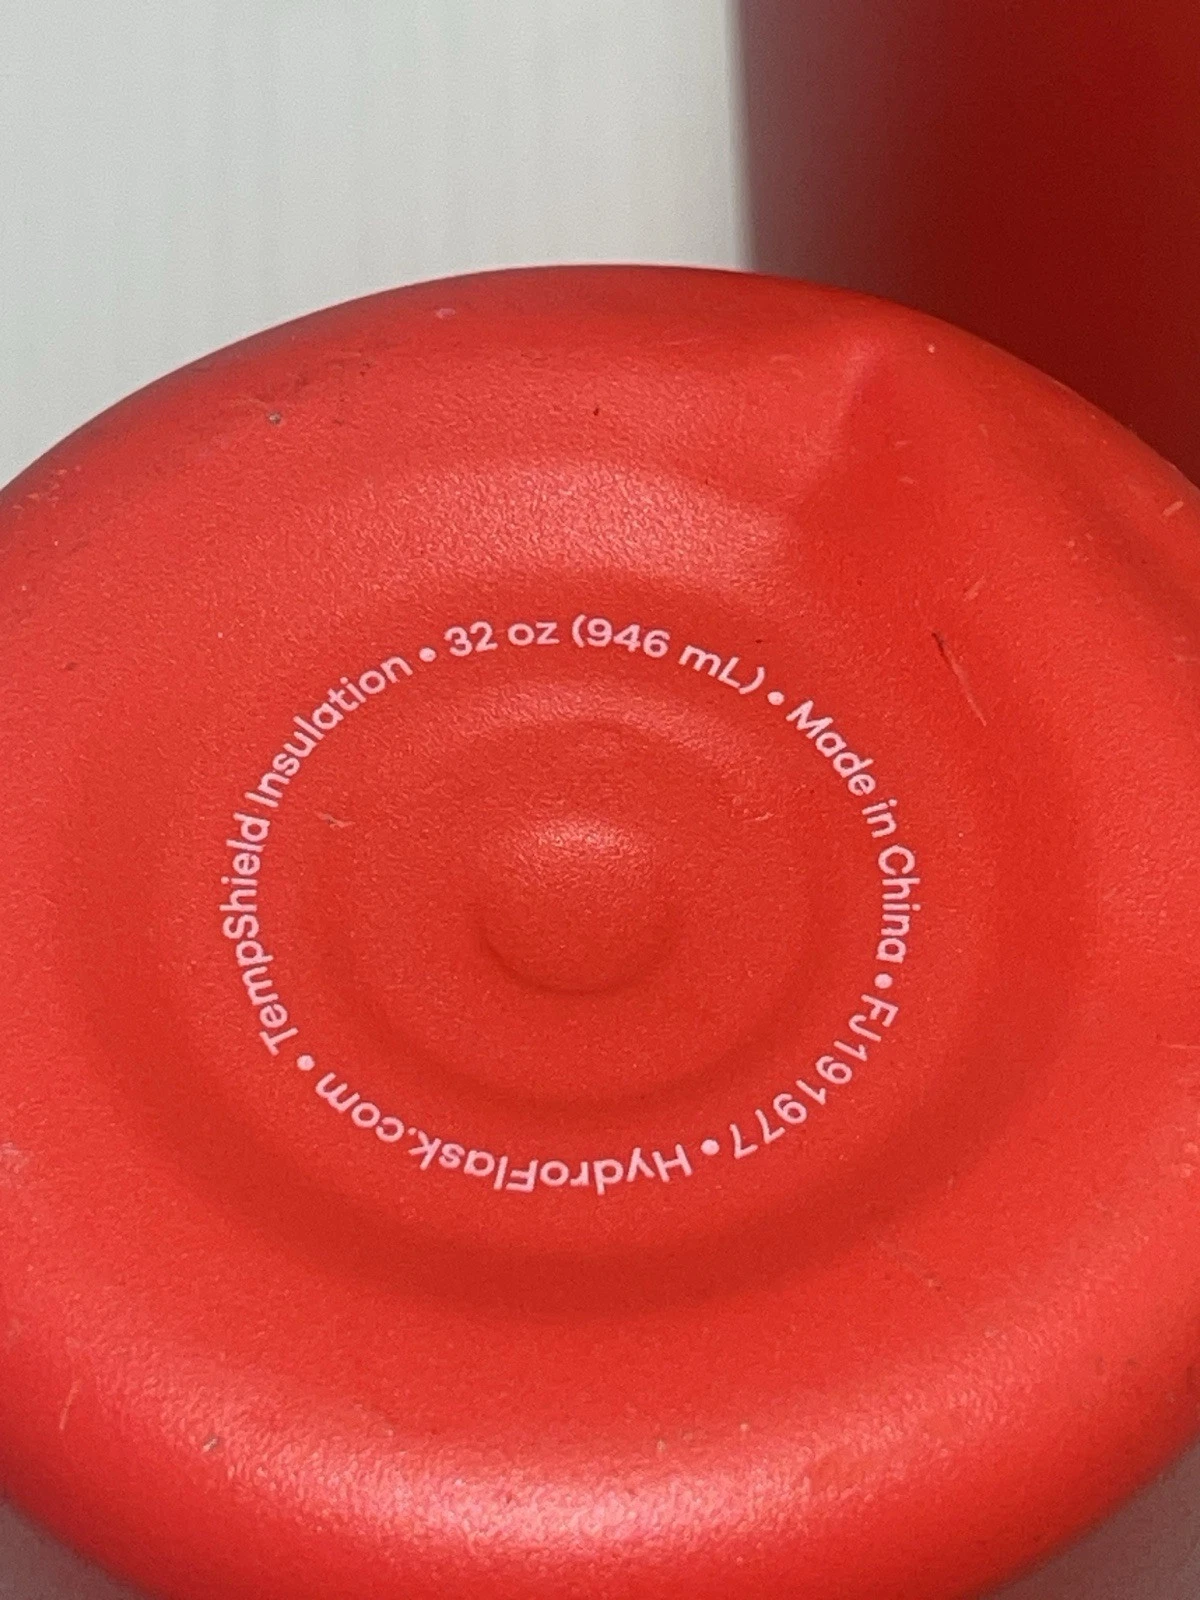 32 oz (946 mL) • Made in China • FJ191977 • HydroFlask.com • TempShield Insulation •